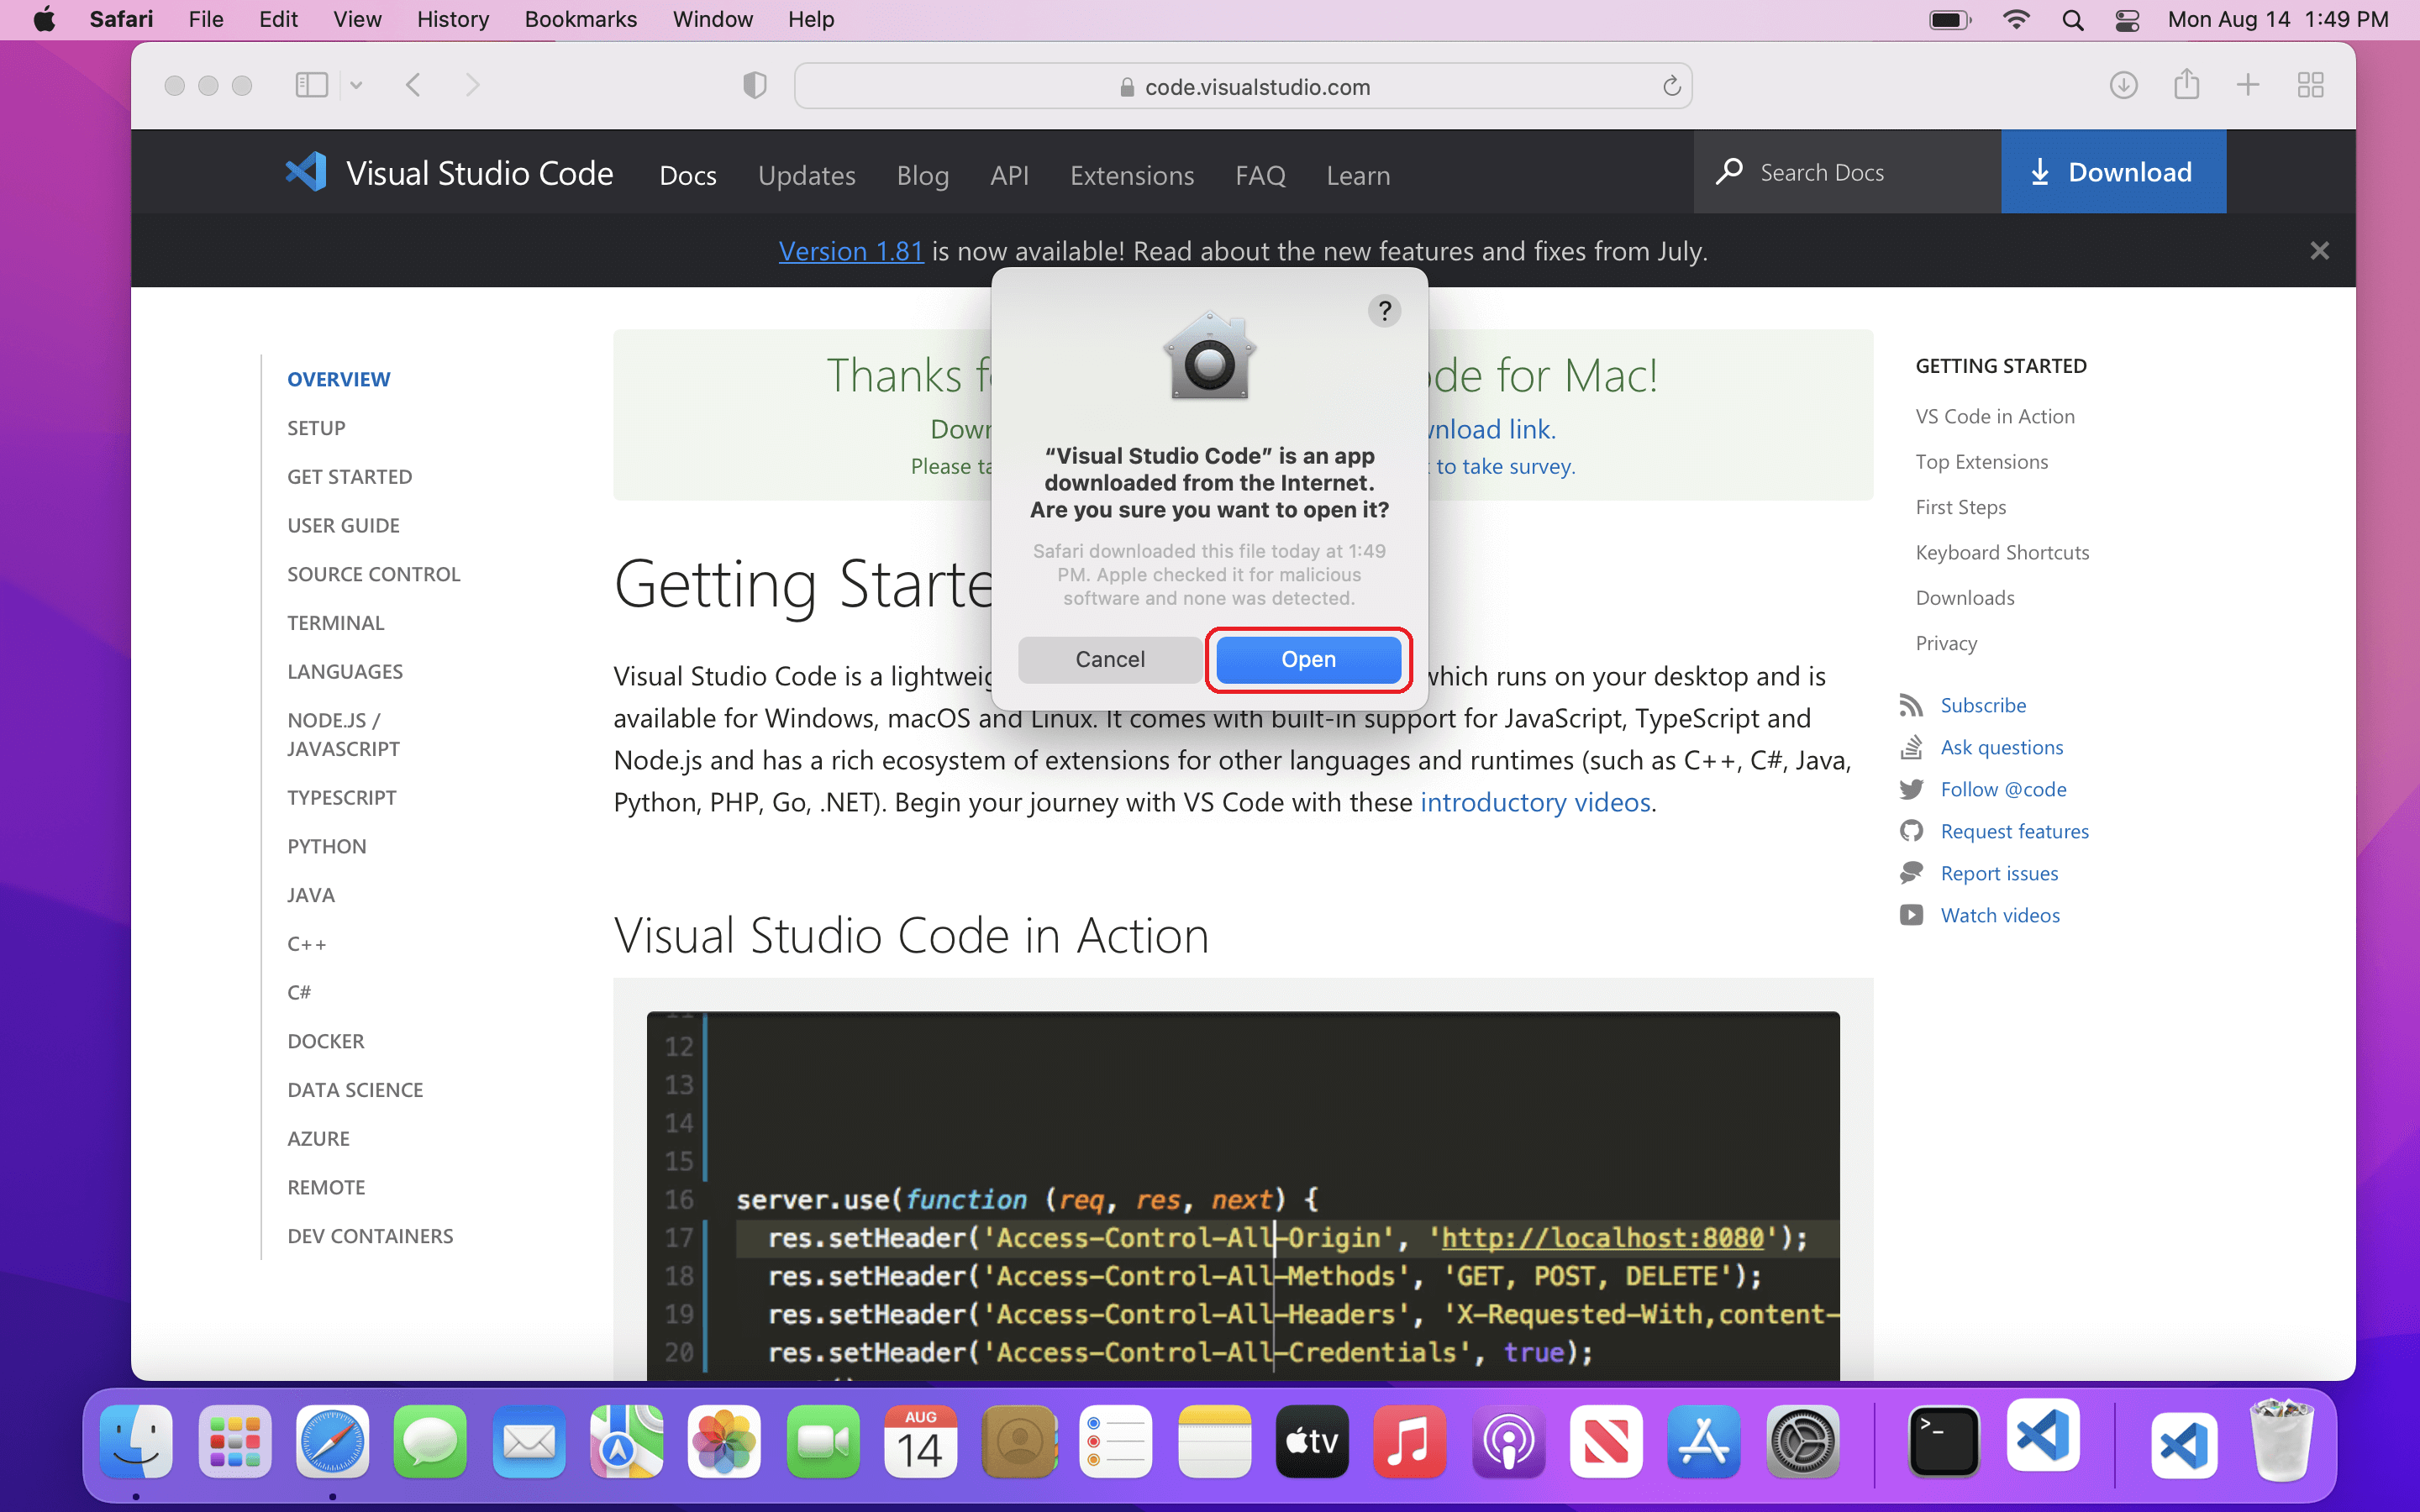 Safari File Edit View History Bookmarks Window Help Mon Aug 14 1:49 PM
code.visualstudio.com
Visual Studio Code Docs Updates Blog API Extensions FAQ Learn Search Docs Download
Version 1.81 is now available! Read about the new features and fixes from July.
OVERVIEW
SETUP
GET STARTED
USER GUIDE
SOURCE CONTROL
TERMINAL
LANGUAGES
NODE.JS /
JAVASCRIPT
TYPESCRIPT
PYTHON
JAVA
C++
C#
DOCKER
DATA SCIENCE
AZURE
REMOTE
DEV CONTAINERS
Thanks f de for Mac!
Dow nload link.
Please ta to take survey.
?
“Visual Studio Code” is an app
downloaded from the Internet.
Are you sure you want to open it?
Safari downloaded this file today at 1:49
PM. Apple checked it for malicious
software and none was detected.
Cancel Open
Getting Starte
Visual Studio Code is a lightweig which runs on your desktop and is
available for Windows, macOS and Linux. It comes with built-in support for JavaScript, TypeScript and
Node.js and has a rich ecosystem of extensions for other languages and runtimes (such as C++, C#, Java,
Python, PHP, Go, .NET). Begin your journey with VS Code with these introductory videos.
Visual Studio Code in Action
12
13
14
15
16 server.use(function (req, res, next) {
17 res.setHeader('Access-Control-All-Origin', 'http://localhost:8080');
18 res.setHeader('Access-Control-All-Methods', 'GET, POST, DELETE');
19 res.setHeader('Access-Control-All-Headers', 'X-Requested-With,content-
20 res.setHeader('Access-Control-All-Credentials', true);
GETTING STARTED
VS Code in Action
Top Extensions
First Steps
Keyboard Shortcuts
Downloads
Privacy
Subscribe
Ask questions
Follow @code
Request features
Report issues
Watch videos
AUG
14
tv
>_